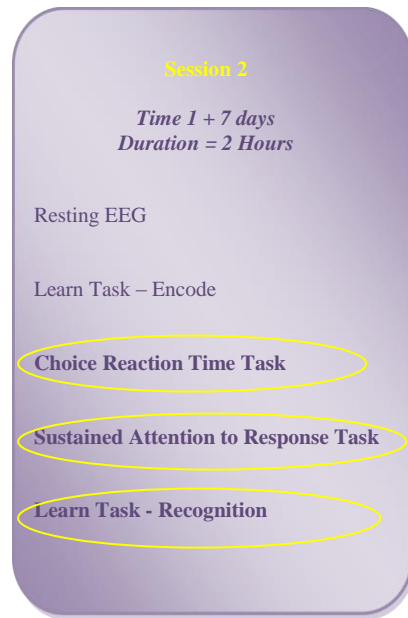 Session 2
Time 1 + 7 days
Duration = 2 Hours
Resting EEG
Learn Task – Encode
Choice Reaction Time Task
Sustained Attention to Response Task
Learn Task - Recognition